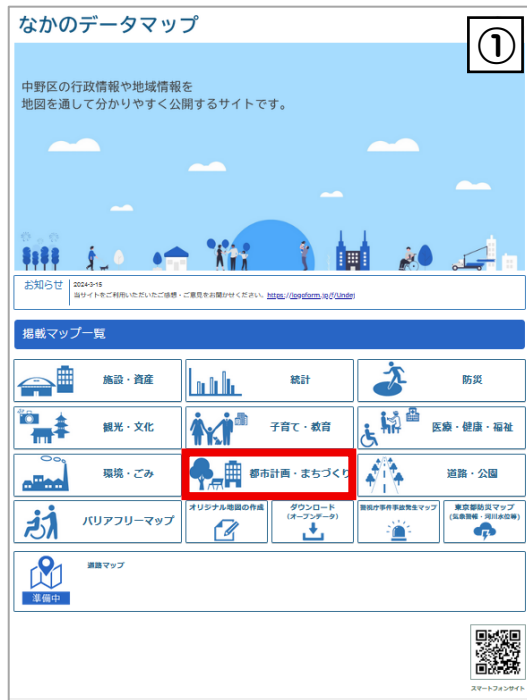 なかのデータマップ
①
中野区の行政情報や地域情報を
地図を通して分かりやすく公開するサイトです。
お知らせ
2024-3-15
当サイトをご利用いただいたご感想・ご意見をお聞かせください。https://logoform.jp/f/Undej
掲載マップ一覧
施設・資産
統計
防災
観光・文化
子育て・教育
医療・健康・福祉
環境・ごみ
都市計画・まちづくり
道路・公園
バリアフリーマップ
オリジナル地図の作成
ダウンロード
(オープンデータ)
警視庁事件事故発生マップ
東京都防災マップ
(気象警報・河川水位等)
道路マップ
準備中
スマートフォンサイト